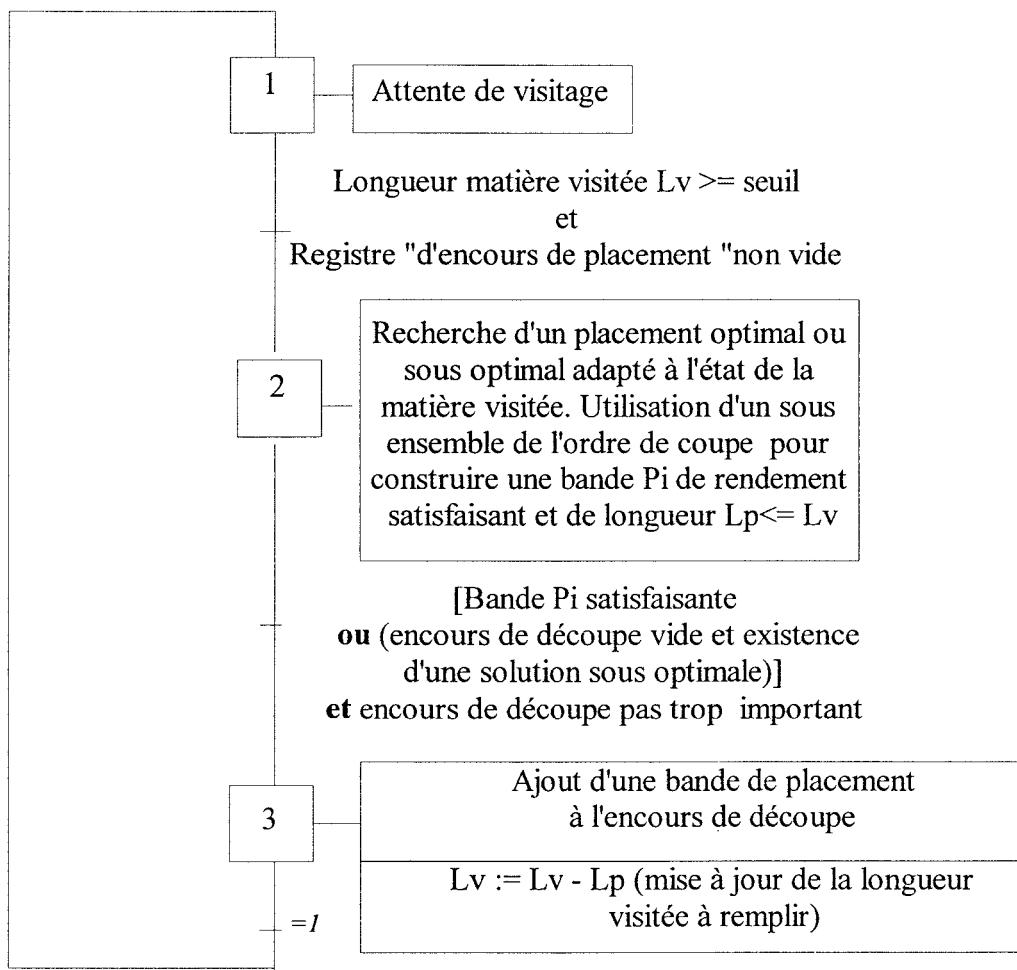 1
Attente de visitage
Longueur matière visitée Lv >= seuil
et
Registre "d'encours de placement "non vide
2
Recherche d'un placement optimal ou
sous optimal adapté à l'état de la
matière visitée. Utilisation d'un sous
ensemble de l'ordre de coupe pour
construire une bande Pi de rendement
satisfaisant et de longueur Lp<= Lv
[Bande Pi satisfaisante
ou (encours de découpe vide et existence
d'une solution sous optimale)]
et encours de découpe pas trop important
3
Ajout d'une bande de placement
à l'encours de découpe
Lv := Lv - Lp (mise à jour de la longueur
visitée à remplir)
=1